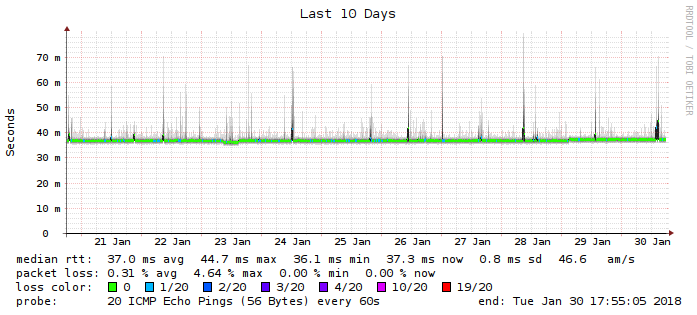 Last 10 Days
RRDTOOL / TOBI OETIKER
Seconds
70 m
60 m
50 m
40 m
30 m
20 m
10 m
0
21 Jan 22 Jan 23 Jan 24 Jan 25 Jan 26 Jan 27 Jan 28 Jan 29 Jan 30 Jan
median rtt: 37.0 ms avg 44.7 ms max 36.1 ms min 37.3 ms now 0.8 ms sd 46.6 am/s
packet loss: 0.31 % avg 4.64 % max 0.00 % min 0.00 % now
loss color: 0 1/20 2/20 3/20 4/20 10/20 19/20
probe: 20 ICMP Echo Pings (56 Bytes) every 60s end: Tue Jan 30 17:55:05 2018